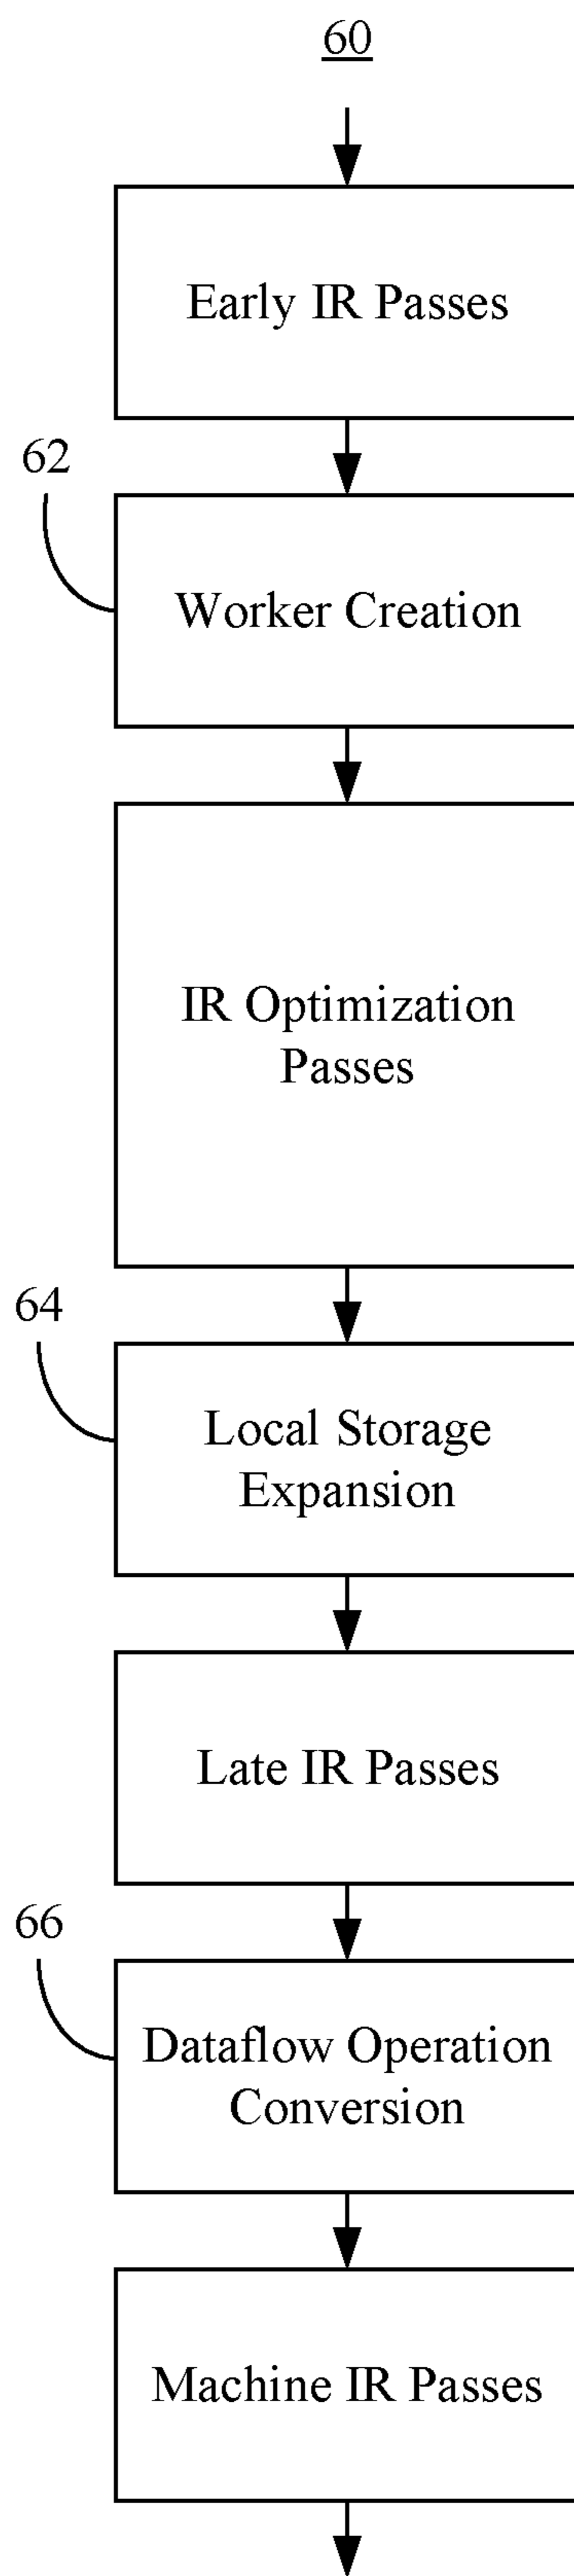 60
Early IR Passes
62
Worker Creation
IR Optimization
Passes
64
Local Storage
Expansion
Late IR Passes
66
Dataflow Operation
Conversion
Machine IR Passes